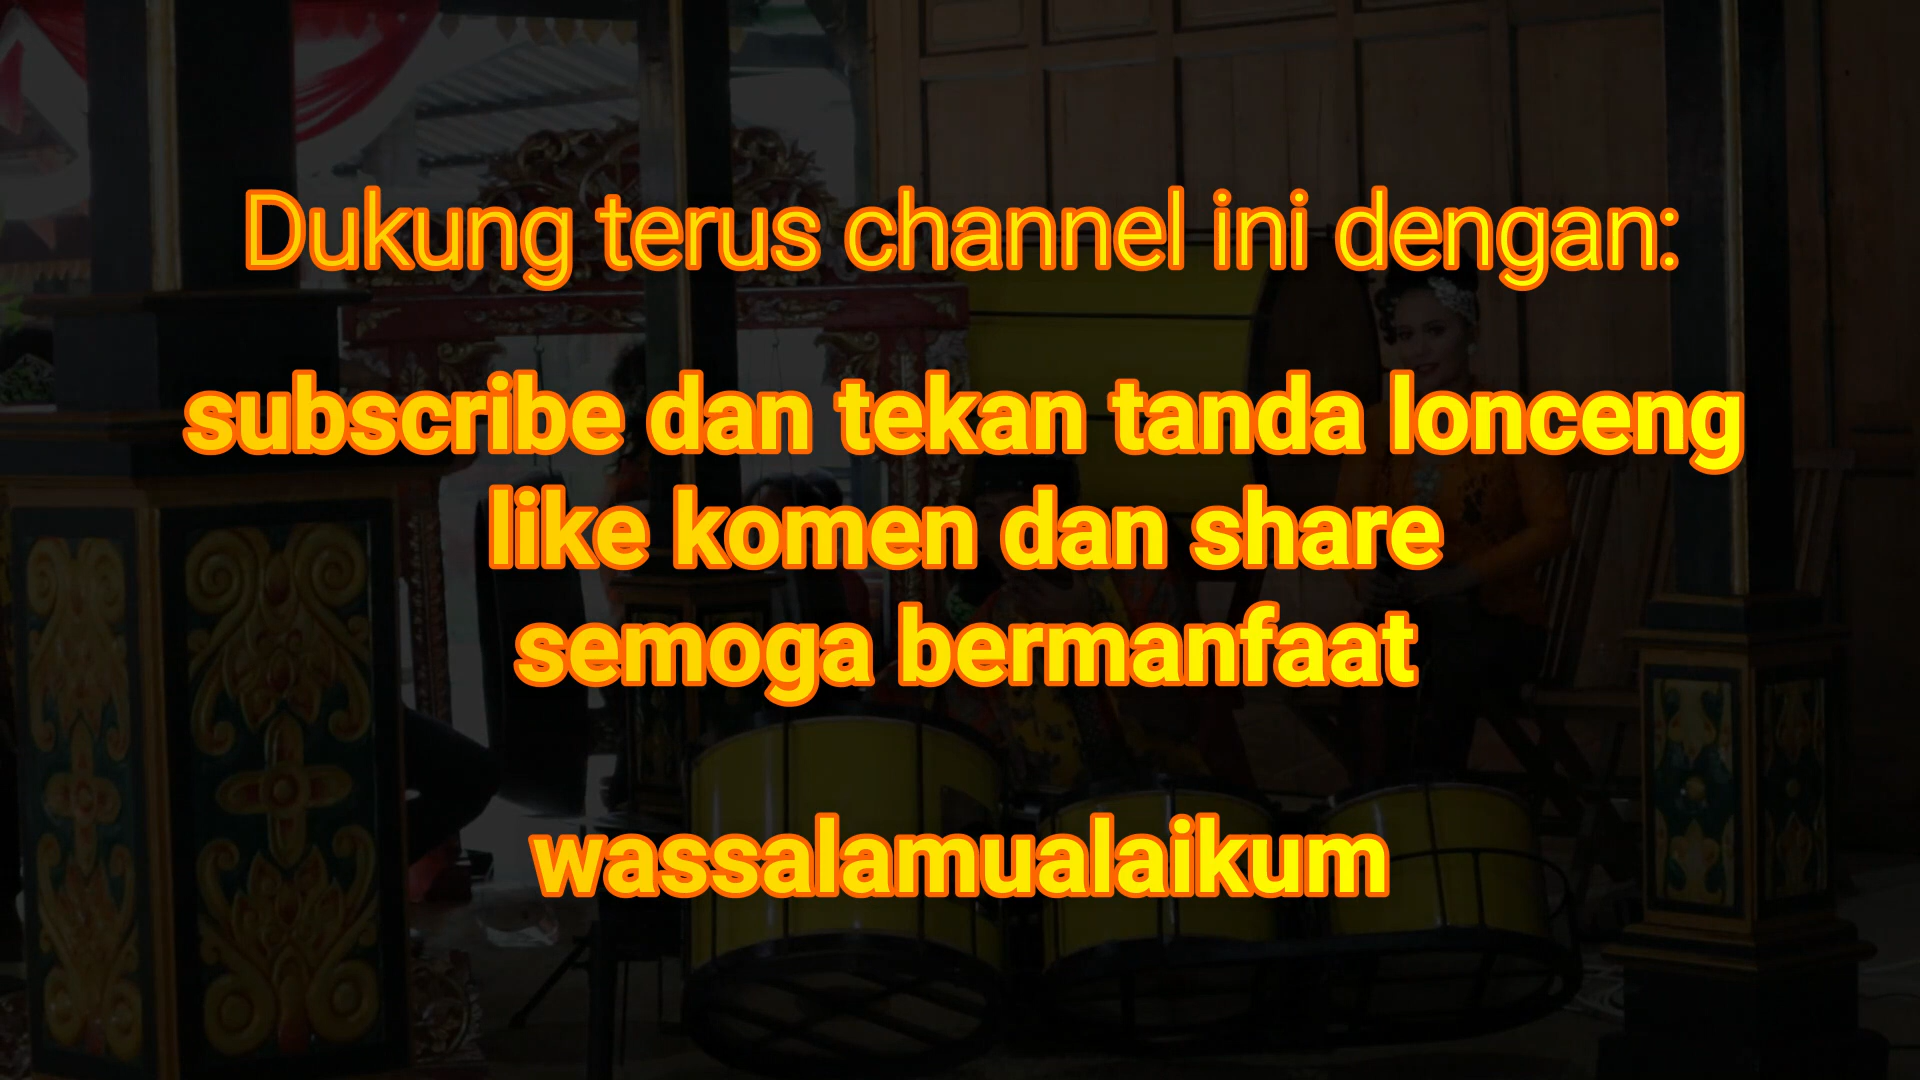 Dukung terus channel ini dengan:
subscribe dan tekan tanda lonceng
like komen dan share
semoga bermanfaat
wassalamualaikum